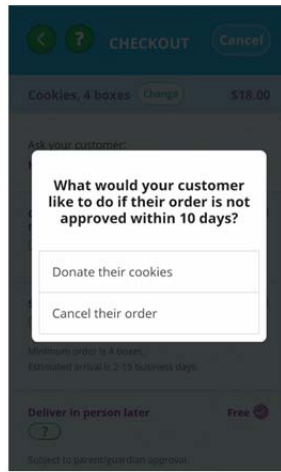 CHECKOUT
Cancel
Cookies, 4 boxes Change $18.00
Ask your customer:
What would your customer
like to do if their order is not
approved within 10 days?
Donate their cookies
Cancel their order
Minimum order is 4 boxes.
Estimated arrival is 2-15 business days.
Deliver in person later Free
?
Subject to parent/guardian approval.